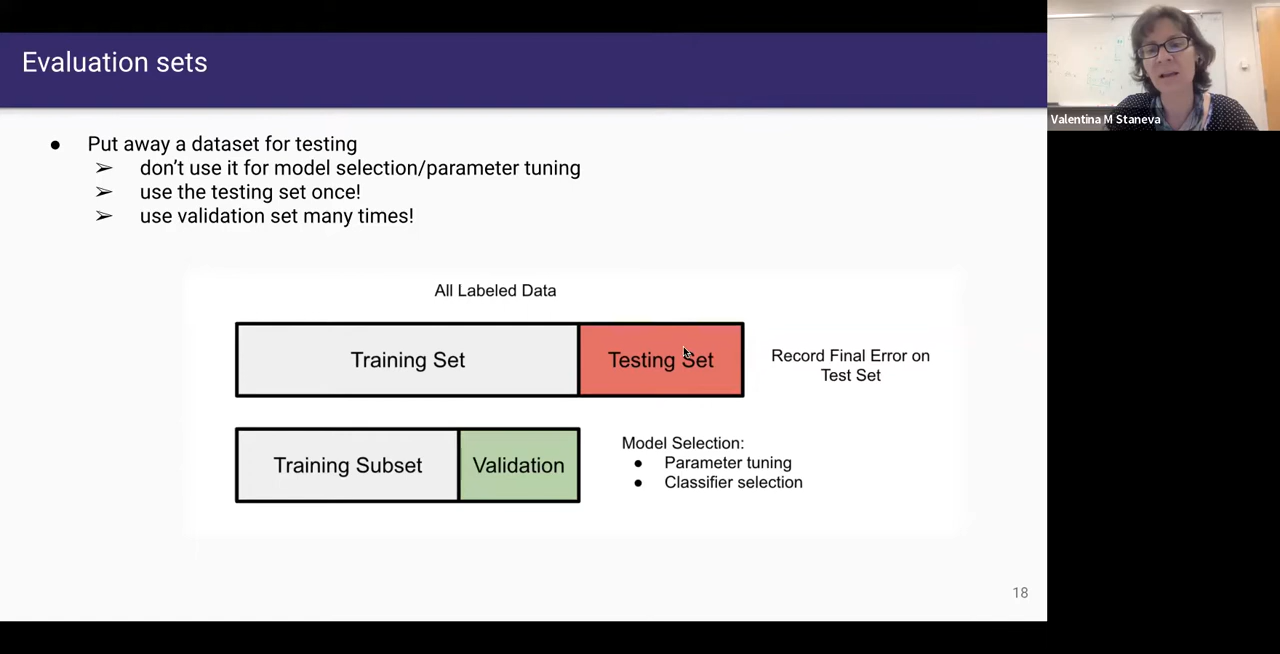 Evaluation sets
● Put away a dataset for testing
➢ don’t use it for model selection/parameter tuning
➢ use the testing set once!
➢ use validation set many times!
All Labeled Data
Training Set
Testing Set
Record Final Error on
Test Set
Training Subset
Validation
Model Selection:
● Parameter tuning
● Classifier selection
18
Valentina M Staneva